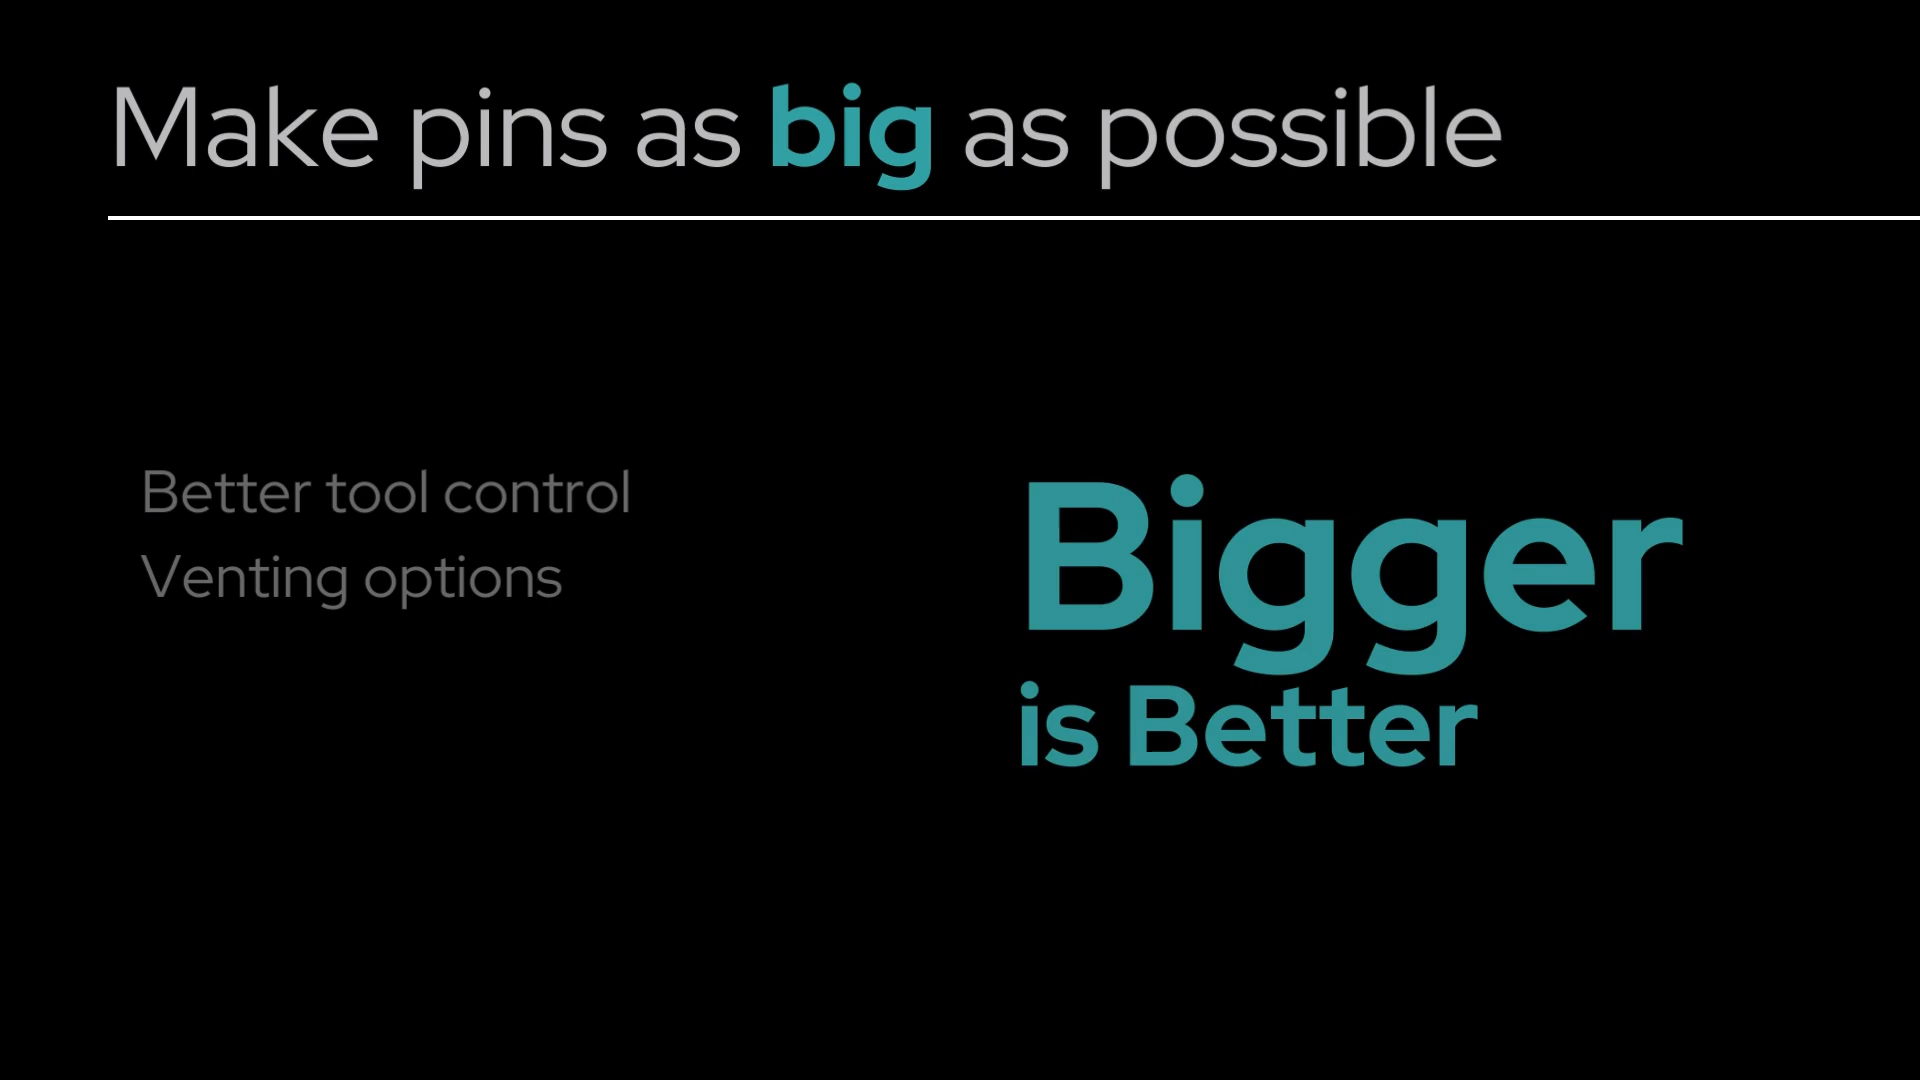 Make pins as big as possible
Better tool control
Venting options
Bigger
is Better